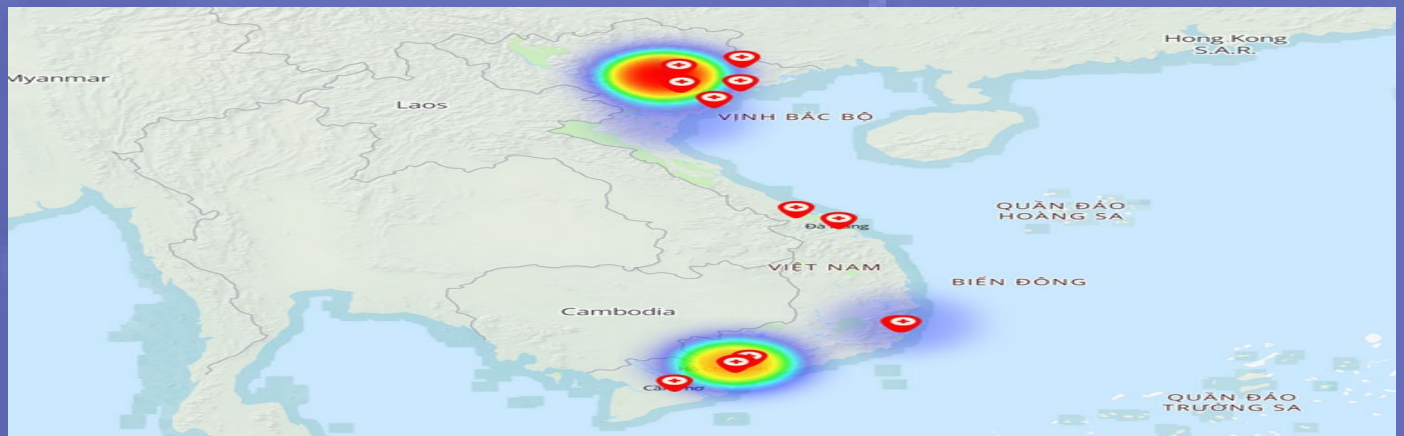 Hong Kong
S.A.R.
Myanmar
Laos
VỊNH BẮC BỘ
QUẦN ĐẢO
HOÀNG SA
VIỆT NAM
BIỂN ĐÔNG
Cambodia
QUẦN ĐẢO
TRƯỜNG SA